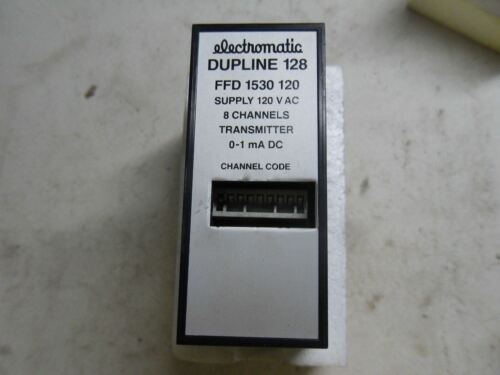 electromatic
DUPLINE 128
FFD 1530 120
SUPPLY 120 V AC
8 CHANNELS
TRANSMITTER
0-1 mA DC
CHANNEL CODE